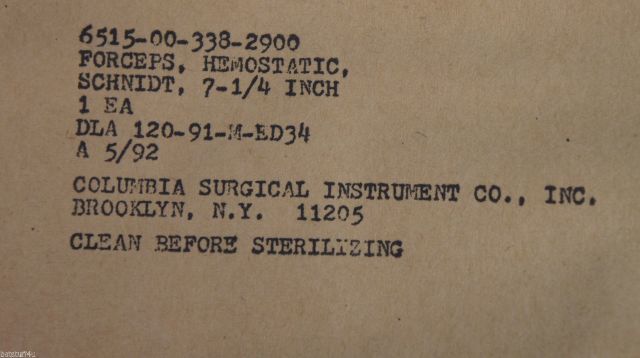 6515-00-338-2900
FORCEPS, HEMOSTATIC,
SCHNIDT, 7-1/4 INCH
1 EA
DLA 120-91-M-ED34
A 5/92
COLUMBIA SURGICAL INSTRUMENT CO., INC.
BROOKLYN, N.Y. 11205
CLEAN BEFORE STERILIZING
babstuff4u